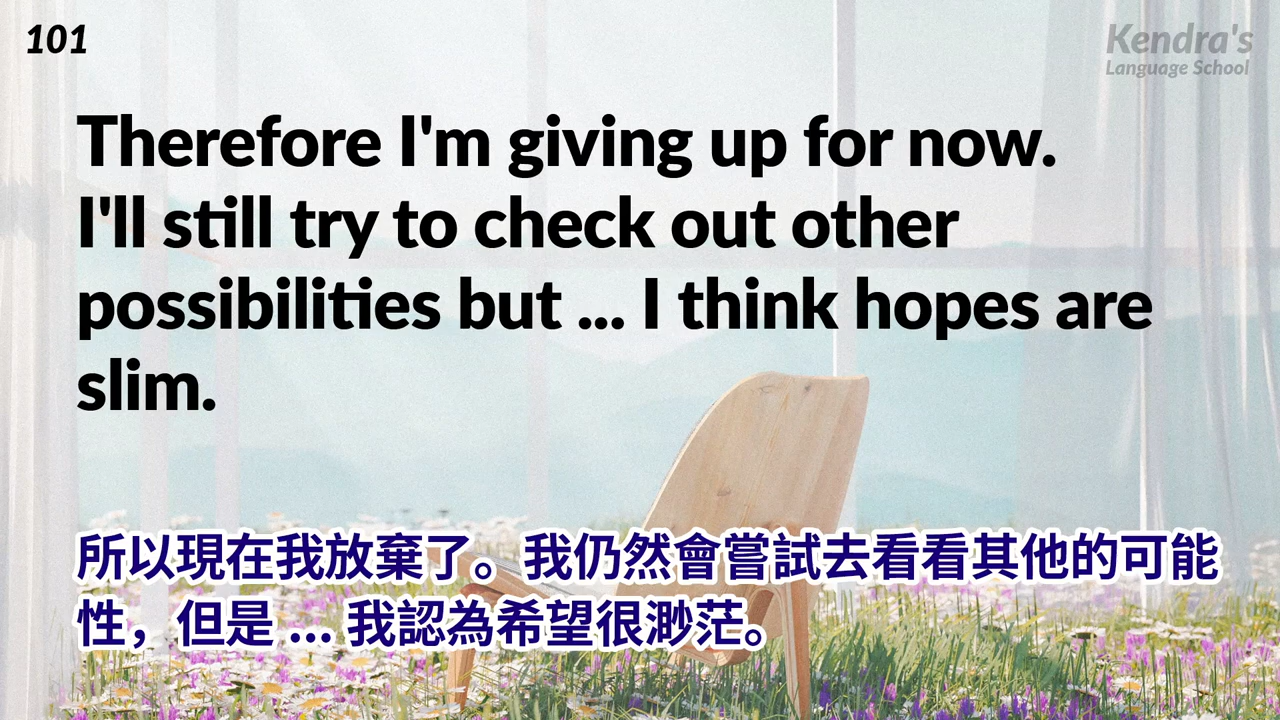 101
Kendra's
Language School
Therefore I'm giving up for now.
I'll still try to check out other
possibilities but ... I think hopes are
slim.
所以現在我放棄了。我仍然會嘗試去看看其他的可能
性，但是 ... 我認為希望很渺茫。